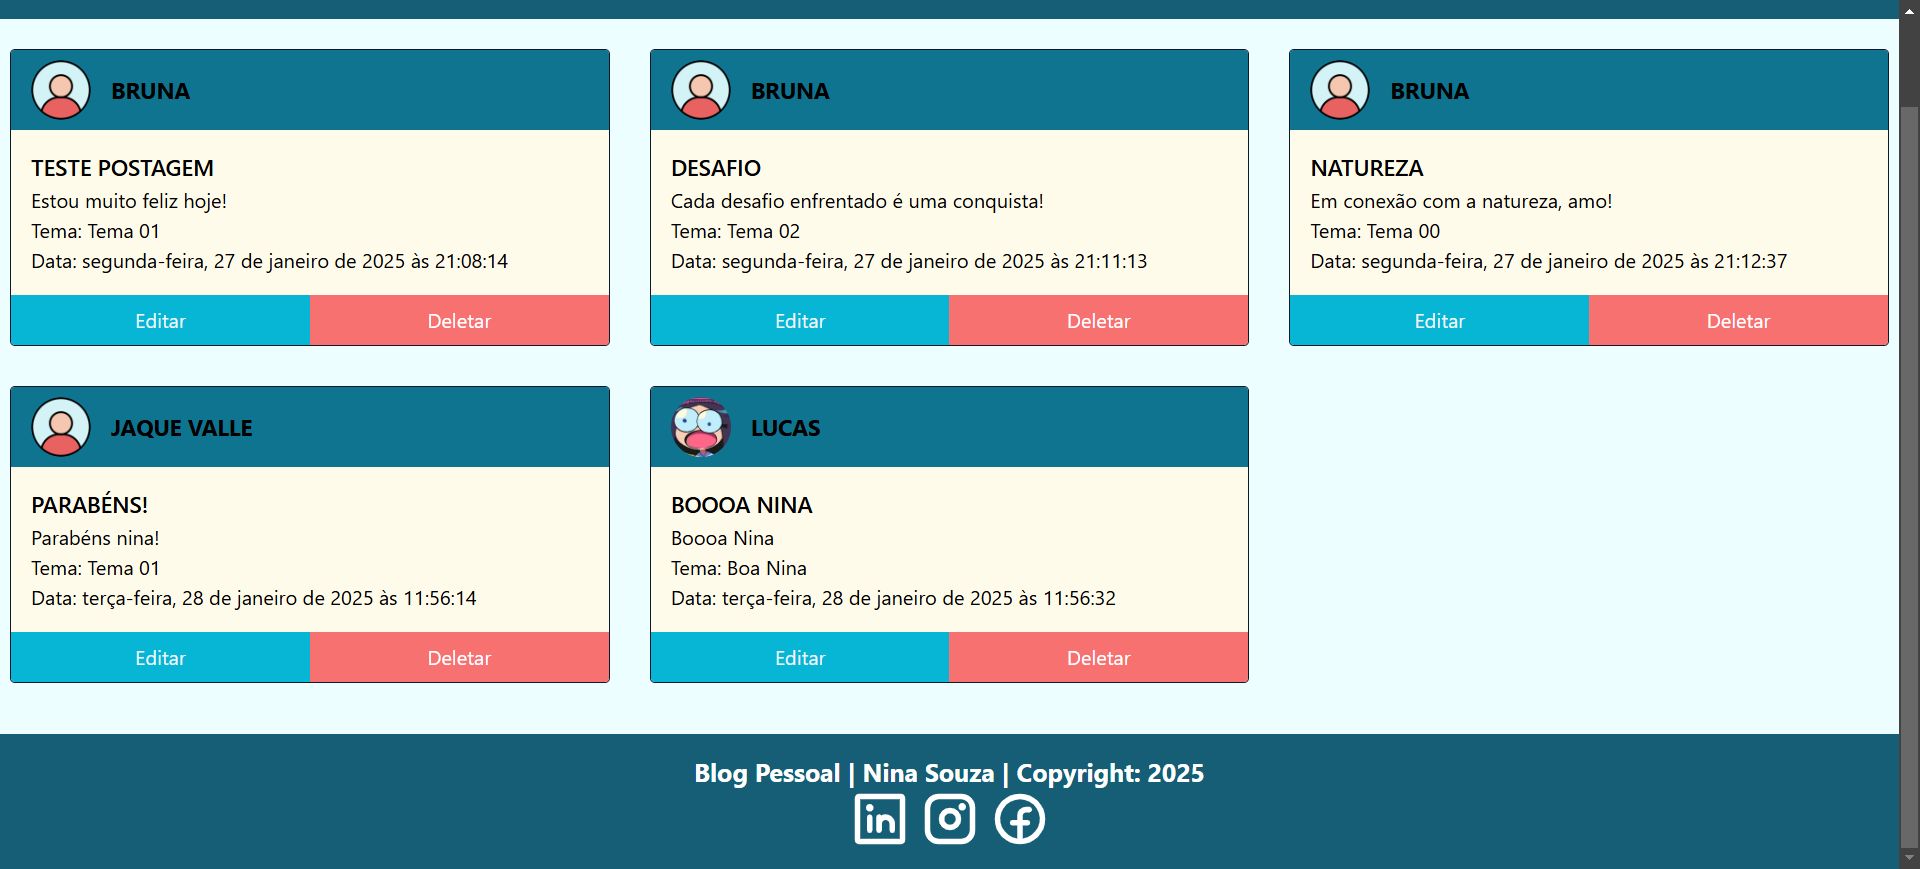 BRUNA
TESTE POSTAGEM
Estou muito feliz hoje!
Tema: Tema 01
Data: segunda-feira, 27 de janeiro de 2025 às 21:08:14
Editar
Deletar
BRUNA
DESAFIO
Cada desafio enfrentado é uma conquista!
Tema: Tema 02
Data: segunda-feira, 27 de janeiro de 2025 às 21:11:13
Editar
Deletar
BRUNA
NATUREZA
Em conexão com a natureza, amo!
Tema: Tema 00
Data: segunda-feira, 27 de janeiro de 2025 às 21:12:37
Editar
Deletar
JAQUE VALLE
PARABÉNS!
Parabéns nina!
Tema: Tema 01
Data: terça-feira, 28 de janeiro de 2025 às 11:56:14
Editar
Deletar
LUCAS
BOOOA NINA
Boooa Nina
Tema: Boa Nina
Data: terça-feira, 28 de janeiro de 2025 às 11:56:32
Editar
Deletar
Blog Pessoal | Nina Souza | Copyright: 2025
in